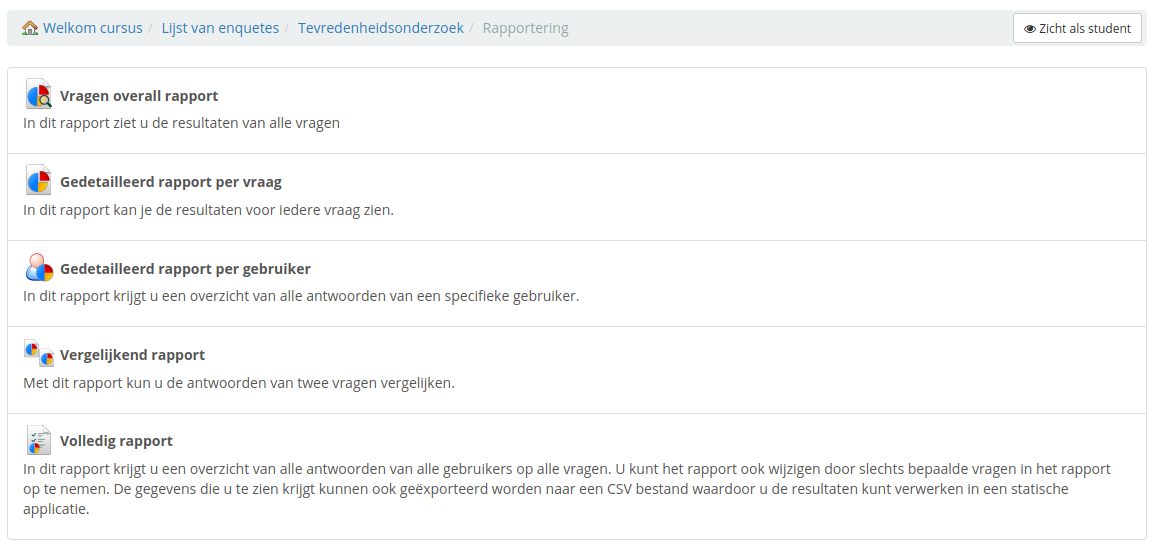 Welkom cursus / Lijst van enquetes / Tevredenheidsonderzoek / Rapportering
Zicht als student
Vragen overall rapport
In dit rapport ziet u de resultaten van alle vragen
Gedetailleerd rapport per vraag
In dit rapport kan je de resultaten voor iedere vraag zien.
Gedetailleerd rapport per gebruiker
In dit rapport krijgt u een overzicht van alle antwoorden van een specifieke gebruiker.
Vergelijkend rapport
Met dit rapport kun u de antwoorden van twee vragen vergelijken.
Volledig rapport
In dit rapport krijgt u een overzicht van alle antwoorden van alle gebruikers op alle vragen. U kunt het rapport ook wijzigen door slechts bepaalde vragen in het rapport
op te nemen. De gegevens die u te zien krijgt kunnen ook geëxporteerd worden naar een CSV bestand waardoor u de resultaten kunt verwerken in een statische
applicatie.